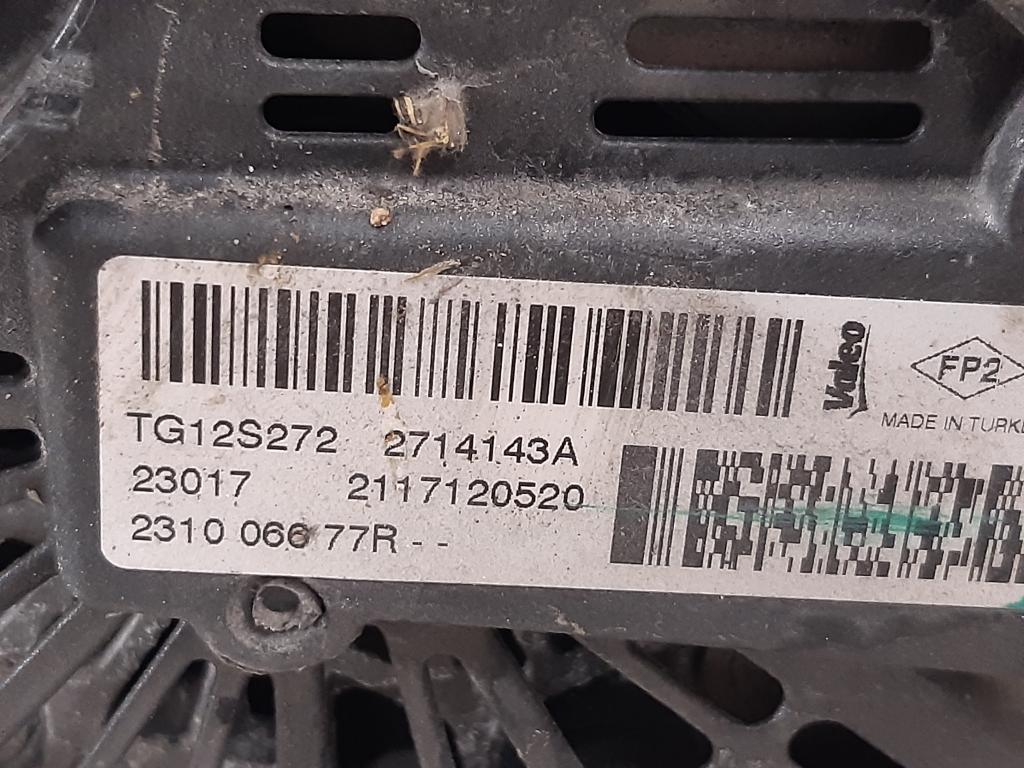 Valeo
FP2
MADE IN TURKE
TG12S272 2714143A
23017 2117120520
2310 066 77R - -